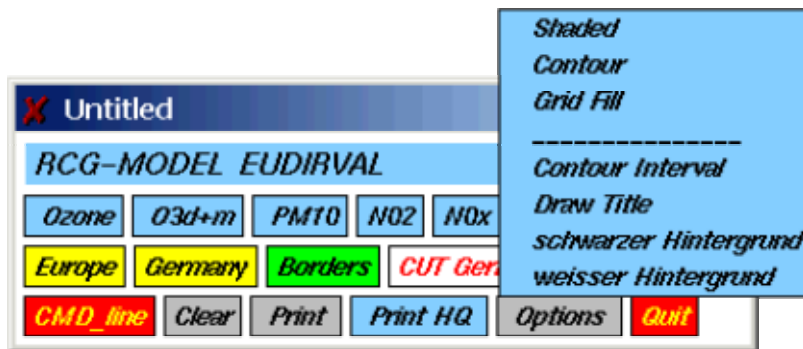 Untitled
RCG-MODEL EUDIRVAL
Ozone O3d+m PM10 NO2 NOx
Europe Germany Borders CUT Ger
CMD_line Clear Print Print HQ Options Quit
Shaded
Contour
Grid Fill
----------------
Contour Interval
Draw Title
schwarzer Hintergrund
weisser Hintergrund